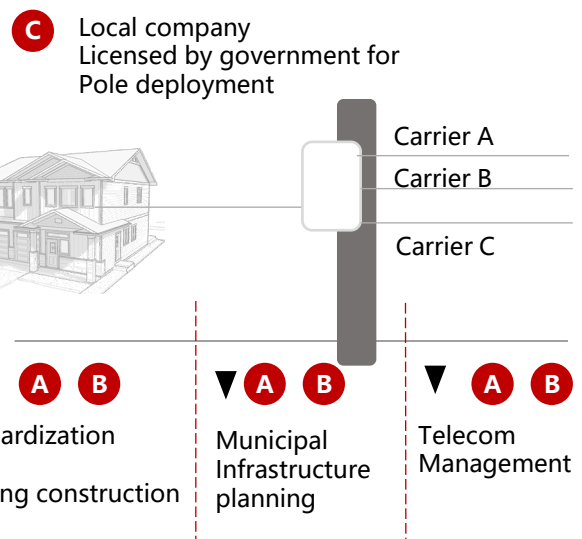 C
Local company
Licensed by government for
Pole deployment
Carrier A
Carrier B
Carrier C
A B
A B
A B
ardization
ng construction
Municipal
Infrastructure
planning
Telecom
Management